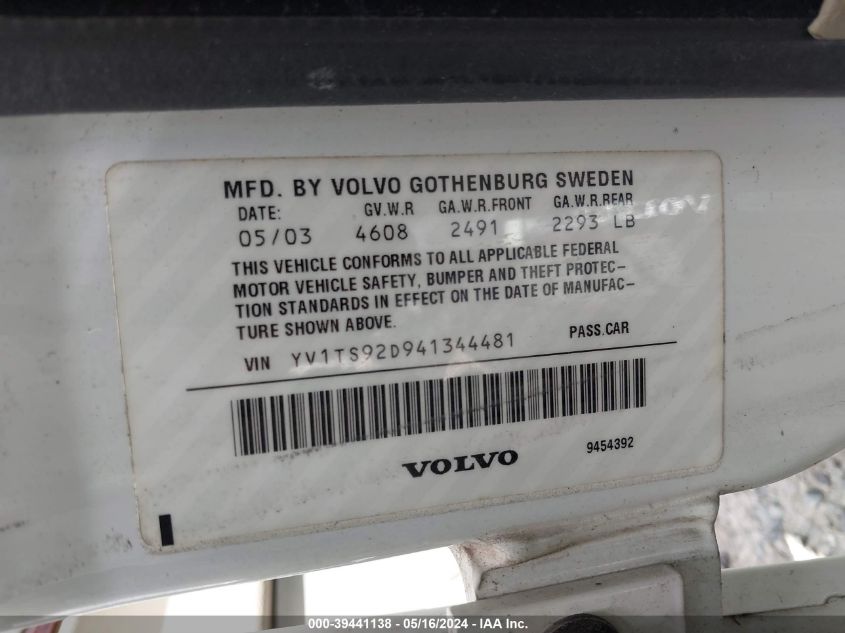 MFD. BY VOLVO GOTHENBURG SWEDEN
DATE: GV.W.R GA.W.R.FRONT GA.W.R.REAR
05/03 4608 2491 2293 LB
THIS VEHICLE CONFORMS TO ALL APPLICABLE FEDERAL
MOTOR VEHICLE SAFETY, BUMPER AND THEFT PROTEC–
TION STANDARDS IN EFFECT ON THE DATE OF MANUFAC–
TURE SHOWN ABOVE.
VIN YV1TS92D941344481 PASS.CAR
VOLVO 9454392
000-39441138 - 05/16/2024 - IAA Inc.